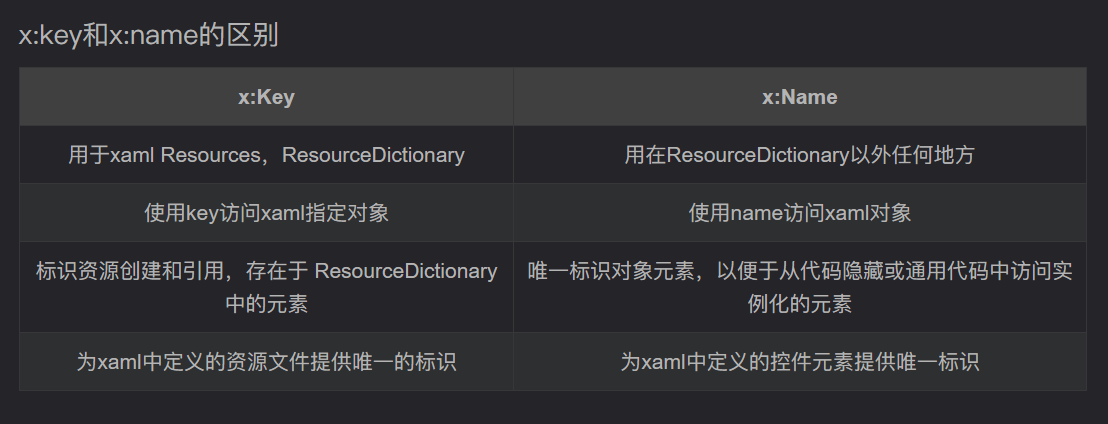 x:key和x:name的区别
x:Key
x:Name
用于xaml Resources，ResourceDictionary
用在ResourceDictionary以外任何地方
使用key访问xaml指定对象
使用name访问xaml对象
标识资源创建和引用，存在于 ResourceDictionary
中的元素
唯一标识对象元素，以便于从代码隐藏或通用代码中访问实
例化的元素
为xaml中定义的资源文件提供唯一的标识
为xaml中定义的控件元素提供唯一标识